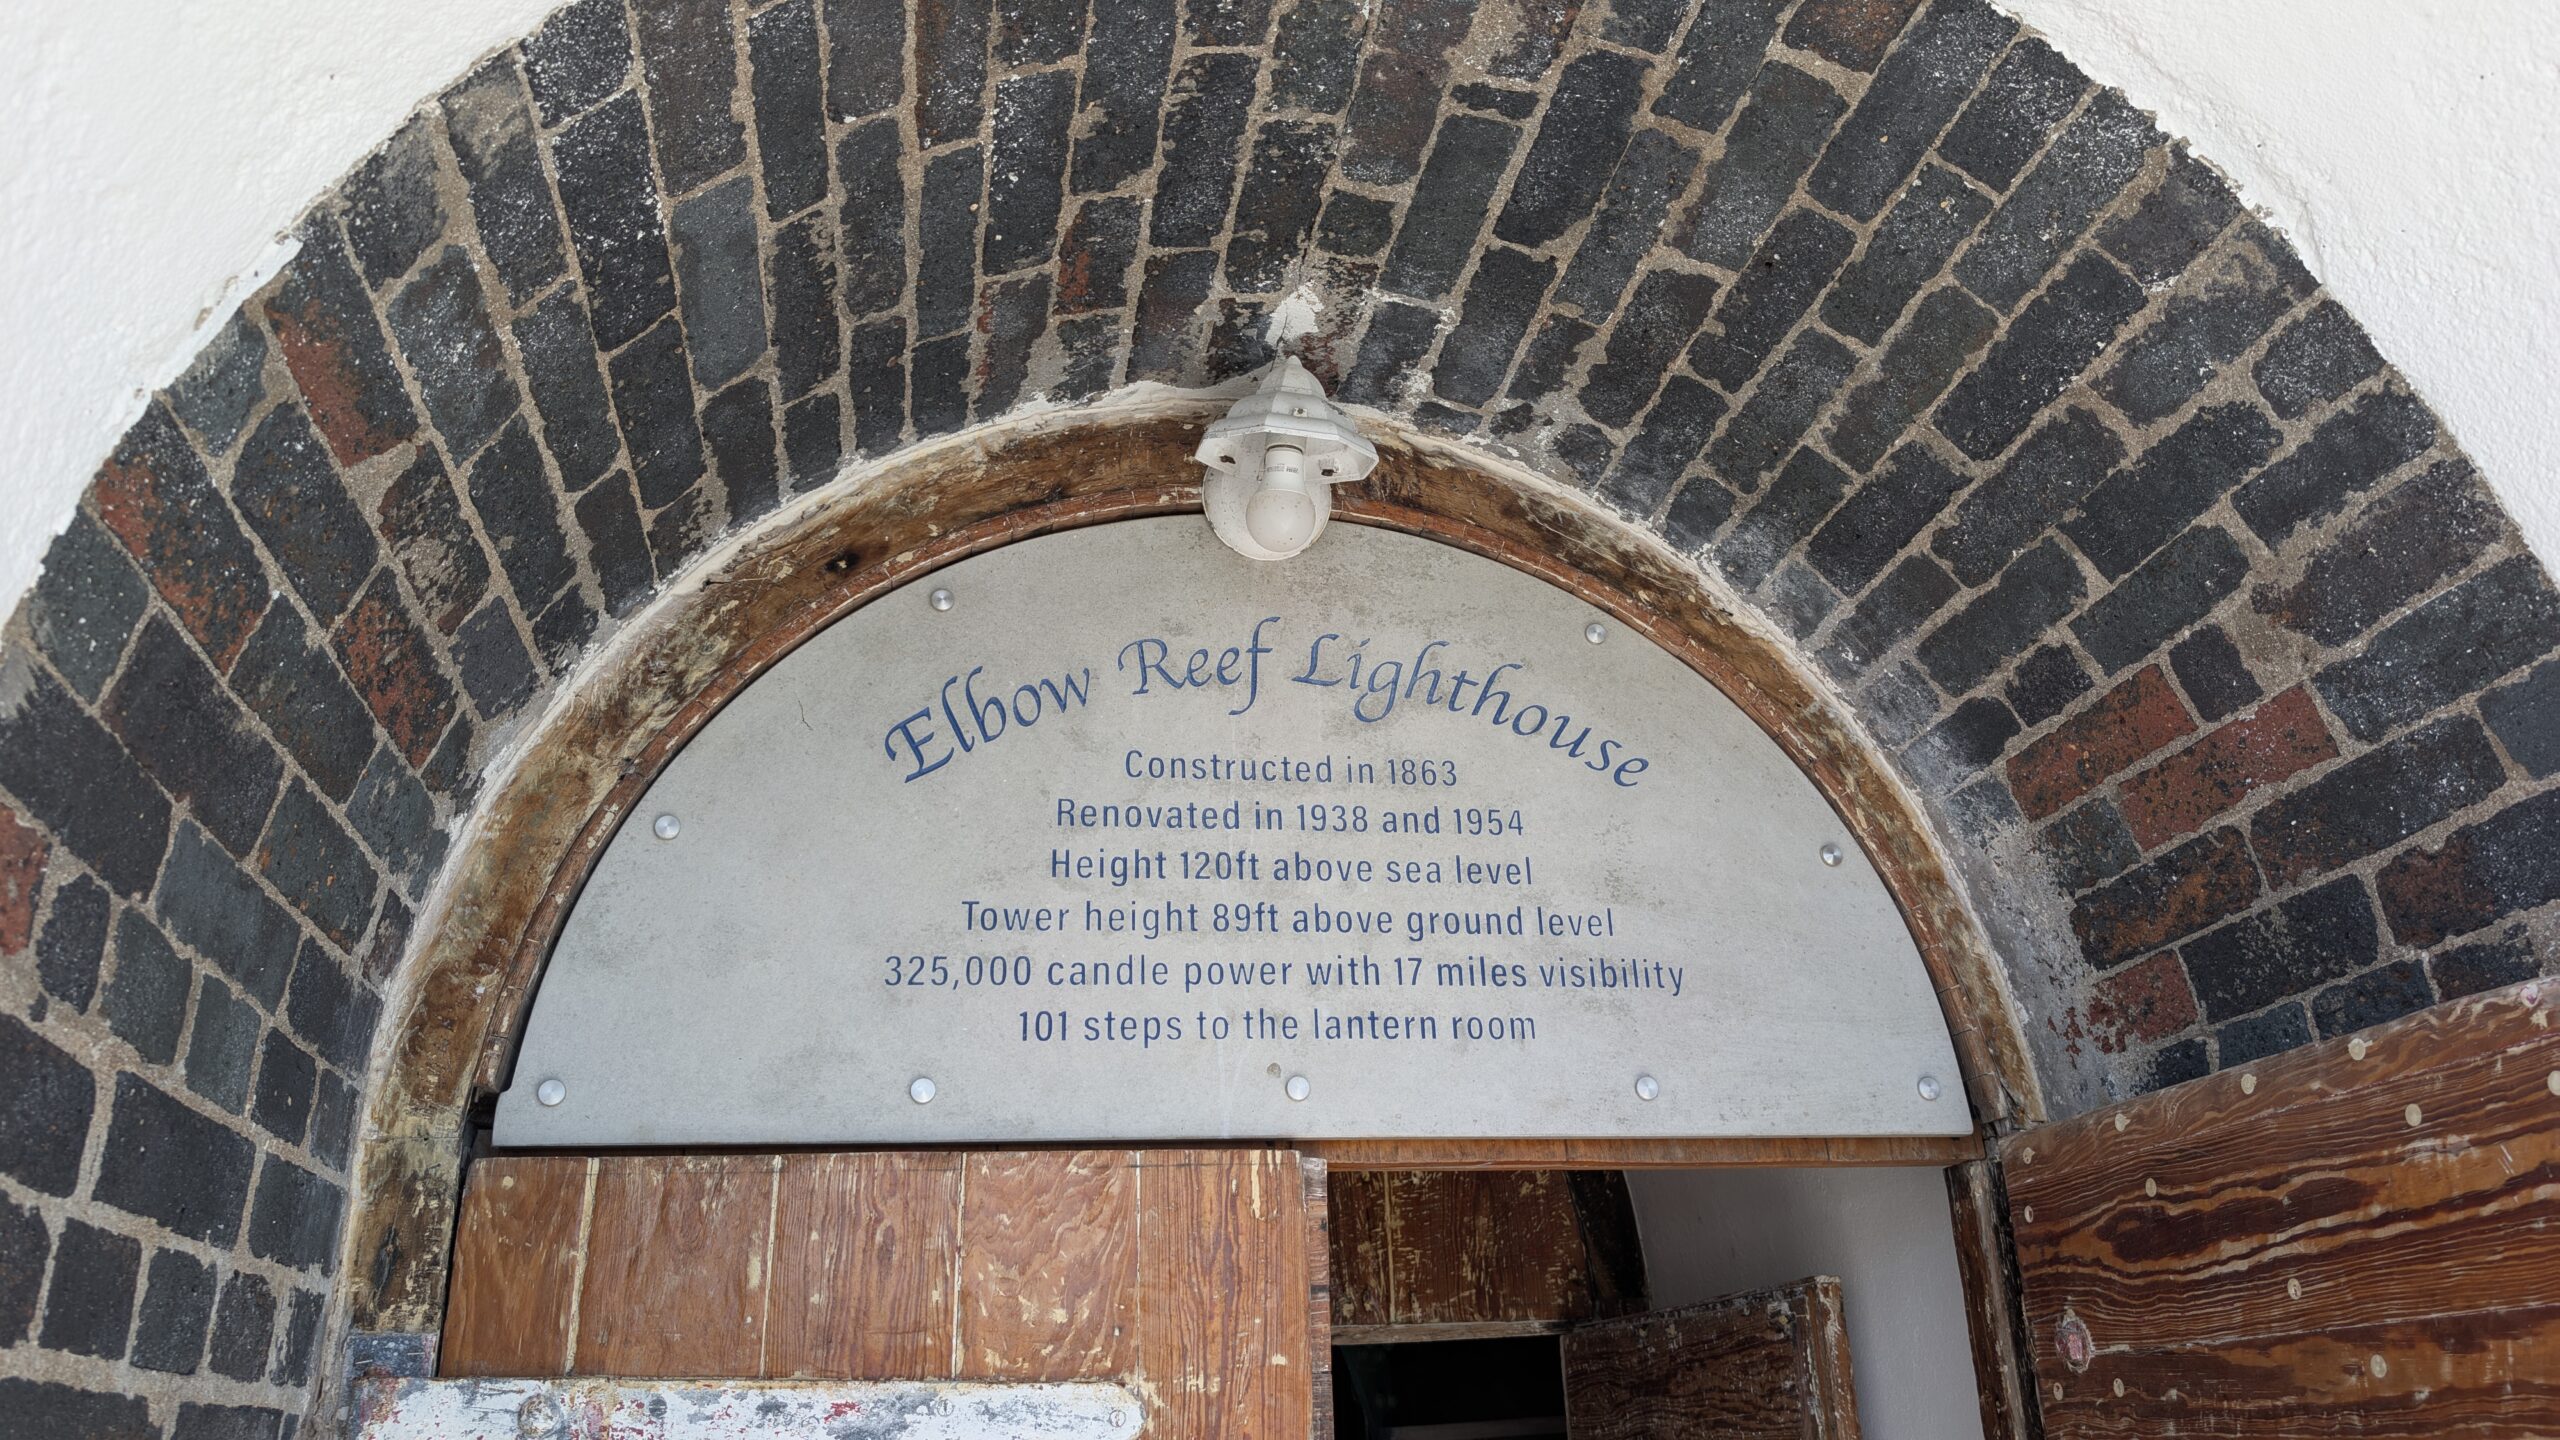 Elbow Reef Lighthouse
Constructed in 1863
Renovated in 1938 and 1954
Height 120ft above sea level
Tower height 89ft above ground level
325,000 candle power with 17 miles visibility
101 steps to the lantern room